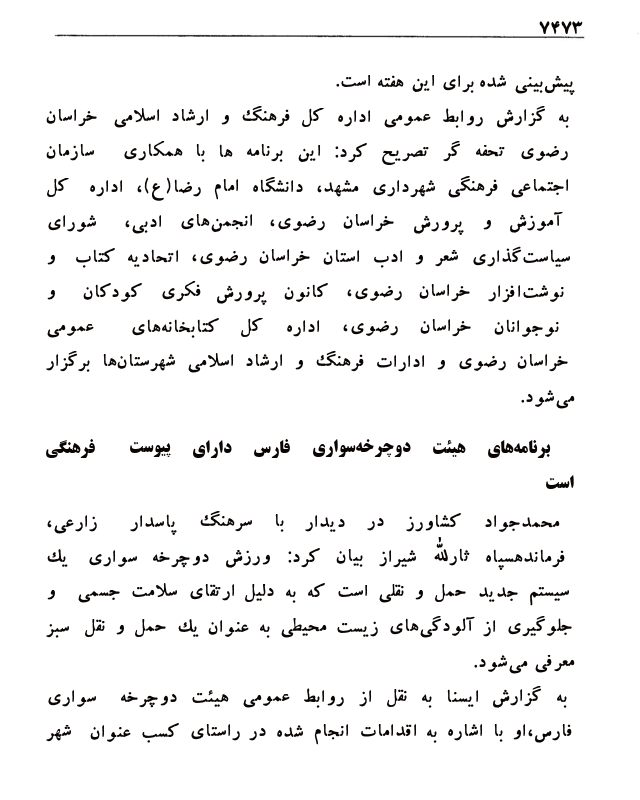 ۷۴۷۳
پیش‌بینی شده برای این هفته است.
به گزارش روابط عمومی اداره کل فرهنگ و ارشاد اسلامی خراسان
رضوی تحفه گر تصریح کرد: این برنامه ها با همکاری سازمان
اجتماعی فرهنگی شهرداری مشهد، دانشگاه امام رضا(ع)، اداره کل
آموزش و پرورش خراسان رضوی، انجمن‌های ادبی، شورای
سیاست‌گذاری شعر و ادب استان خراسان رضوی، اتحادیه کتاب و
نوشت‌افزار خراسان رضوی، کانون پرورش فکری کودکان و
نوجوانان خراسان رضوی، اداره کل کتابخانه‌های عمومی
خراسان رضوی و ادارات فرهنگ و ارشاد اسلامی شهرستان‌ها برگزار
می‌شود.
برنامه‌های هیئت دوچرخه‌سواری فارس دارای پیوست فرهنگی
است
محمدجواد کشاورز در دیدار با سرهنگ پاسدار زارعی،
فرماندهسپاه ثارالله شیراز بیان کرد: ورزش دوچرخه سواری یك
سیستم جدید حمل و نقلی است که به دلیل ارتقای سلامت جسمی و
جلوگیری از آلودگی‌های زیست محیطی به عنوان یك حمل و نقل سبز
معرفی می‌شود.
به گزارش ایسنا به نقل از روابط عمومی هیئت دوچرخه سواری
فارس،او با اشاره به اقدامات انجام شده در راستای کسب عنوان شهر